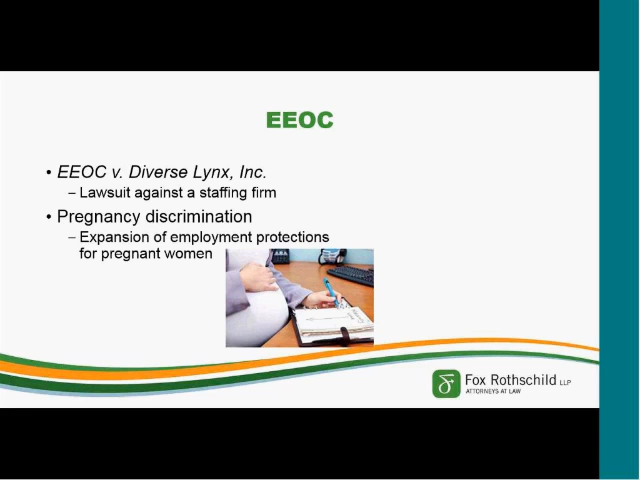 EEOC
• EEOC v. Diverse Lynx, Inc.
– Lawsuit against a staffing firm
• Pregnancy discrimination
– Expansion of employment protections
for pregnant women
Fox Rothschild LLP
ATTORNEYS AT LAW